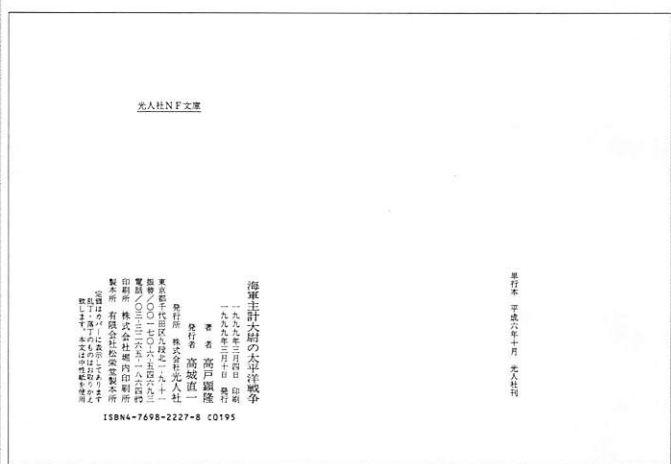 単行本　平成六年十月　光人社刊
光人社NF文庫
海軍主計大尉の太平洋戦争
一九九九年三月四日　印刷
一九九九年三月十日　発行
著　者　高戸顕隆
発行者　高城直一
発行所　株式会社光人社
東京都千代田区九段北一-九-十一
振替／〇〇一七〇-六-五四六九三
電話／〇三-三二六五-一八六四㈹
印刷所　株式会社堀内印刷所
製本所　有限会社松栄堂製本所
定価はカバーに表示してあります
乱丁・落丁のものはお取りかえ
致します。本文は中性紙を使用
ISBN4-7698-2227-8 C0195